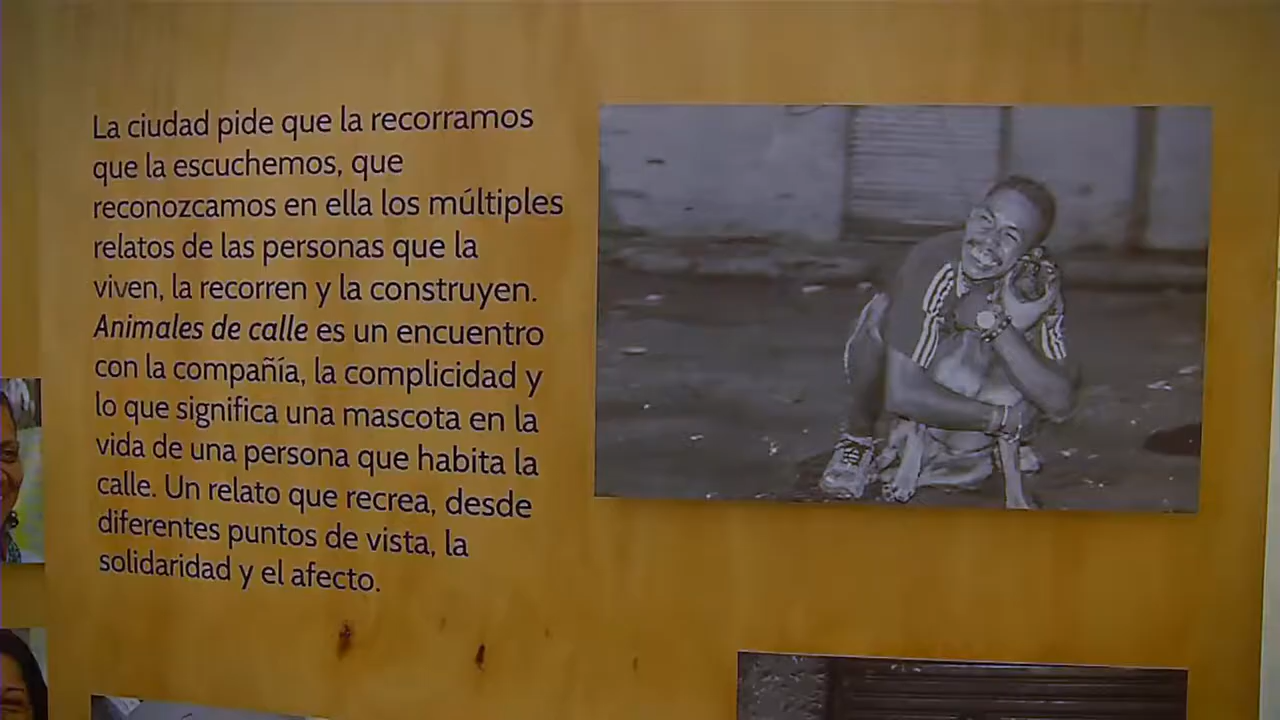 La ciudad pide que la recorramos
que la escuchemos, que
reconozcamos en ella los múltiples
relatos de las personas que la
viven, la recorren y la construyen.
Animales de calle es un encuentro
con la compañía, la complicidad y
lo que significa una mascota en la
vida de una persona que habita la
calle. Un relato que recrea, desde
diferentes puntos de vista, la
solidaridad y el afecto.